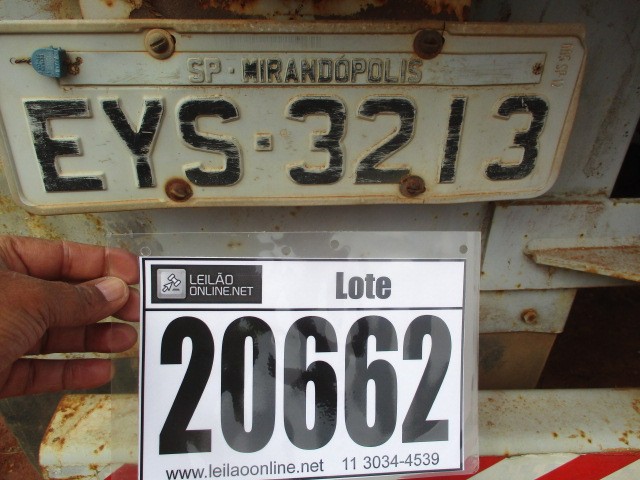 SP - MIRANDÓPOLIS
EYS-3213
LEILÃO
ONLINE.NET
Lote
20662
www.leilaoonline.net 11 3034-4539